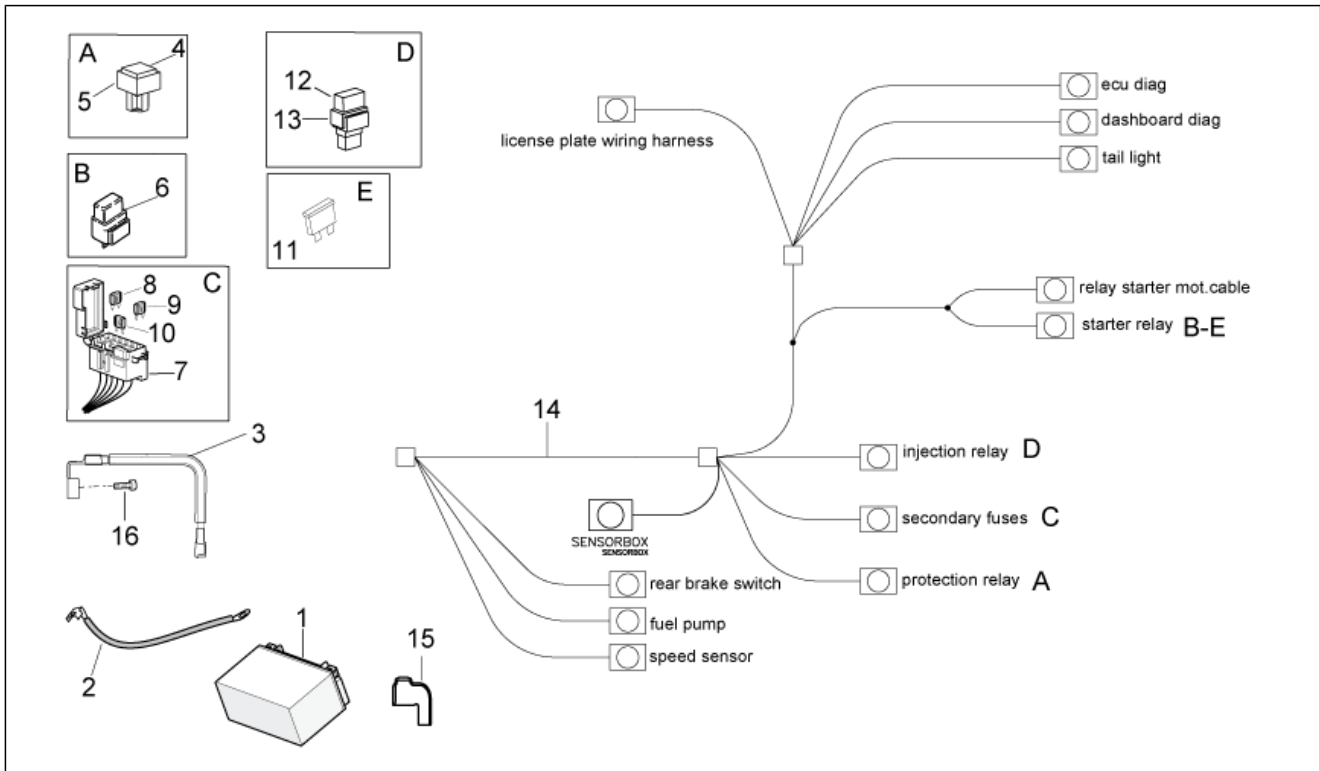 A
4
5
B
6
C
8
9
10
7
D
12
13
E
11
3
16
2
1
15
14
license plate wiring harness
ecu diag
dashboard diag
tail light
relay starter mot.cable
starter relay B-E
injection relay D
secondary fuses C
protection relay A
SENSORBOX
SENSORBOX
rear brake switch
fuel pump
speed sensor